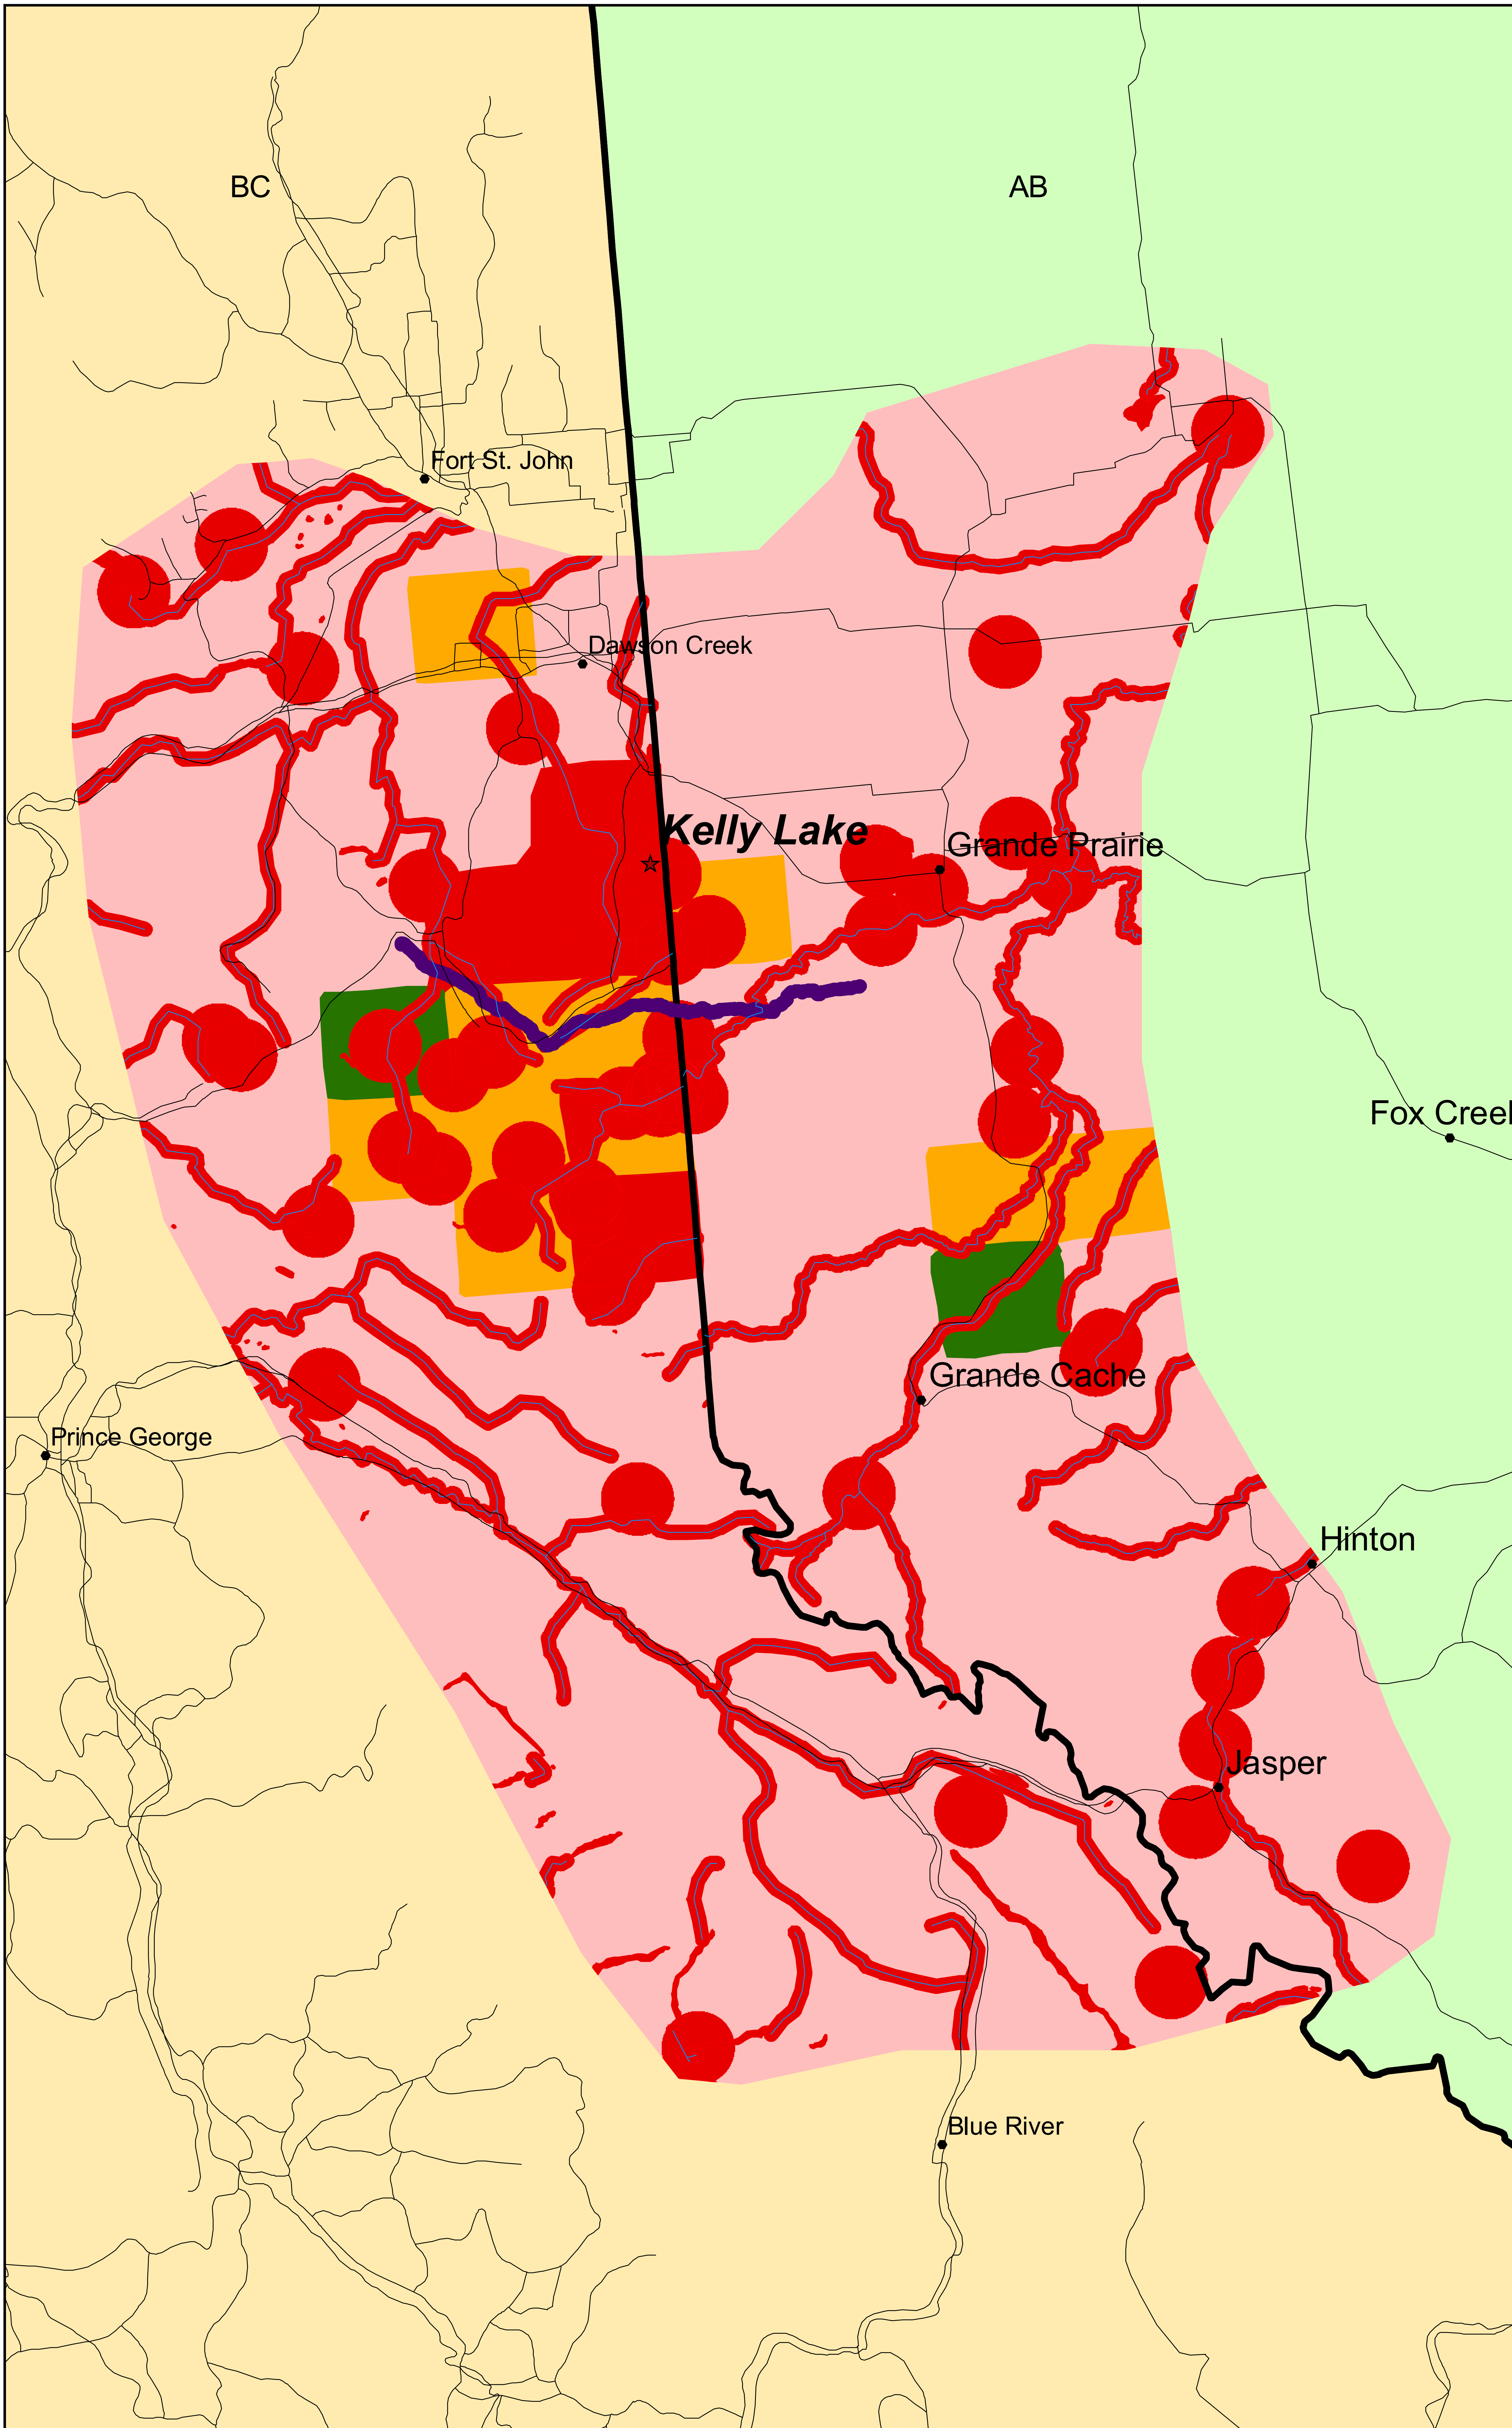 BC
AB
Fort St. John
Dawson Creek
Kelly Lake
Grande Prairie
Fox Creek
Grande Cache
Prince George
Hinton
Jasper
Blue River